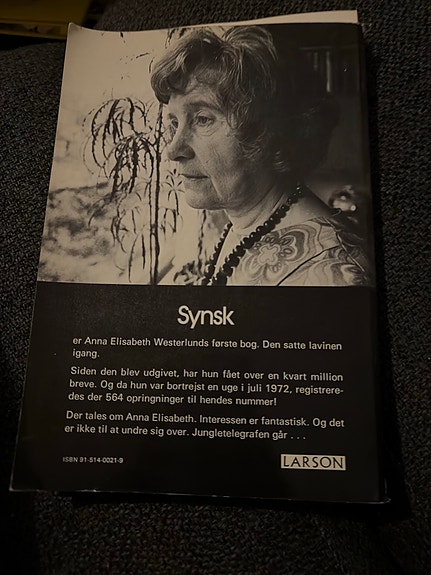 Synsk
er Anna Elisabeth Westerlunds første bog. Den satte lavinen
igang.
Siden den blev udgivet, har hun fået over en kvart million
breve. Og da hun var bortrejst en uge i juli 1972, registrere-
des der 564 opringninger til hendes nummer!
Der tales om Anna Elisabeth. Interessen er fantastisk. Og det
er ikke til at undre sig over. Jungletelegrafen går . . .
ISBN 91-514-0021-9
LARSON